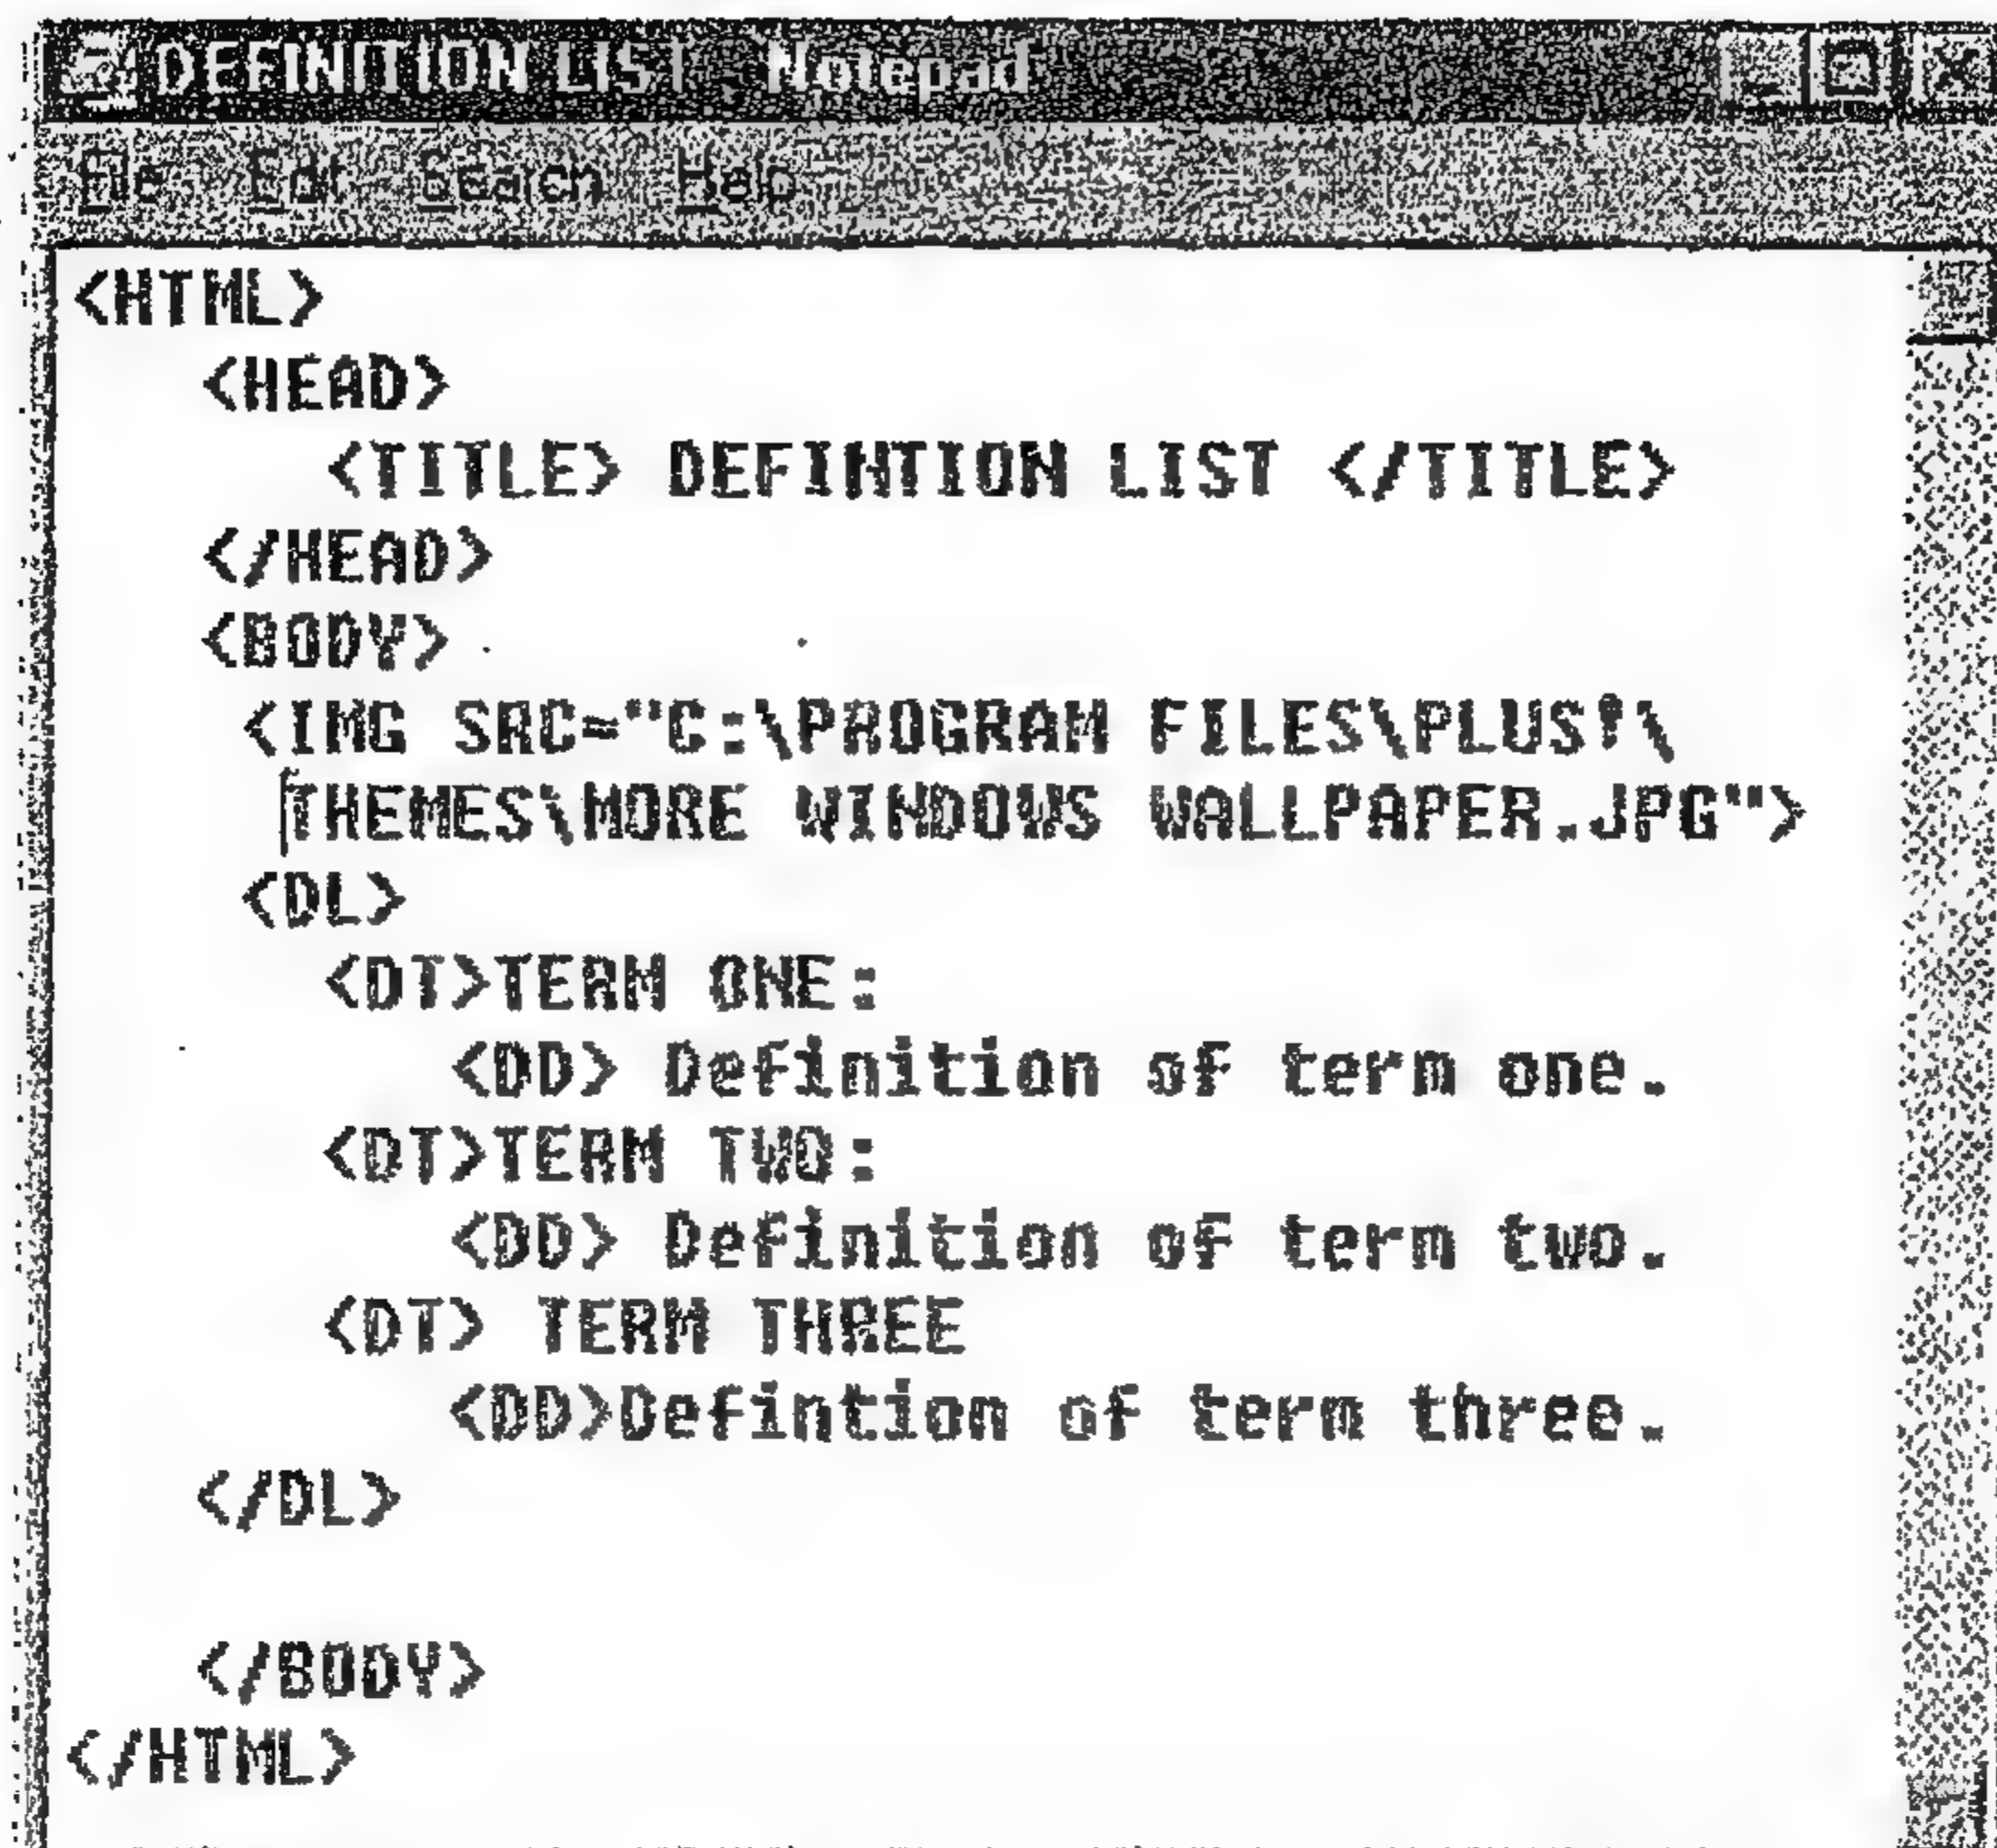 DEFINITION LIST - Notepad
File Edit Search Help
<HTML>
<HEAD>
<TITLE> DEFINTION LIST </TITLE>
</HEAD>
<BODY>
<IMG SRC="C:\PROGRAM FILES\PLUS!\
THEMES\MORE WINDOWS WALLPAPER.JPG">
<DL>
<DT>TERM ONE:
<DD> Definition of term one.
<DT>TERM TWO:
<DD> Definition of term two.
<DT> TERM THREE
<DD>Defintion of term three.
</DL>
</BODY>
</HTML>